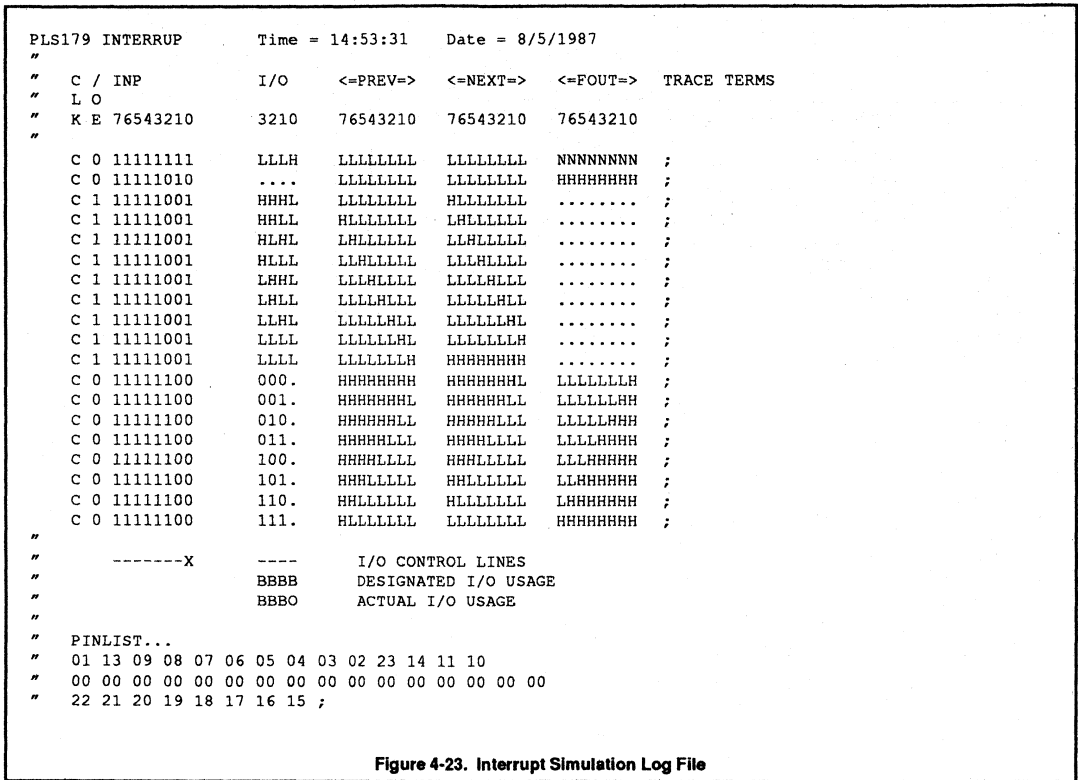 PLS179 INTERRUP Time = 14:53:31 Date = 8/5/1987
"
" C / INP I/O <=PREV=> <=NEXT=> <=FOUT=> TRACE TERMS
" L O
" K E 76543210 3210 76543210 76543210 76543210
"
C 0 11111111 LLLH LLLLLLLL LLLLLLLL NNNNNNNN ;
C 0 11111010 .... LLLLLLLL LLLLLLLL HHHHHHHH ;
C 1 11111001 HHHL LLLLLLLL HLLLLLLL ........ ;
C 1 11111001 HHLL HLLLLLLL LHLLLLLL ........ ;
C 1 11111001 HLHL LHLLLLLL LLHLLLLL ........ ;
C 1 11111001 HLLL LLHLLLLL LLLHLLLL ........ ;
C 1 11111001 LHHL LLLHLLLL LLLLHLLL ........ ;
C 1 11111001 LHLL LLLLHLLL LLLLLHLL ........ ;
C 1 11111001 LLHL LLLLLHLL LLLLLLHL ........ ;
C 1 11111001 LLLL LLLLLLHL LLLLLLLH ........ ;
C 1 11111001 LLLL LLLLLLLH HHHHHHHH ........ ;
C 0 11111100 000. HHHHHHHH HHHHHHHL LLLLLLLH ;
C 0 11111100 001. HHHHHHHL HHHHHHLL LLLLLLHH ;
C 0 11111100 010. HHHHHHLL HHHHHLLL LLLLLHHH ;
C 0 11111100 011. HHHHHLLL HHHHLLLL LLLLHHHH ;
C 0 11111100 100. HHHHLLLL HHHLLLLL LLLHHHHH ;
C 0 11111100 101. HHHLLLLL HHLLLLLL LLHHHHHH ;
C 0 11111100 110. HHLLLLLL HLLLLLLL LHHHHHHH ;
C 0 11111100 111. HLLLLLLL LLLLLLLL HHHHHHHH ;
"
" -------X ---- I/O CONTROL LINES
" BBBB DESIGNATED I/O USAGE
" BBBO ACTUAL I/O USAGE
"
" PINLIST...
" 01 13 09 08 07 06 05 04 03 02 23 14 11 10
" 00 00 00 00 00 00 00 00 00 00 00 00 00 00 00 00
" 22 21 20 19 18 17 16 15 ;
Figure 4-23. Interrupt Simulation Log File